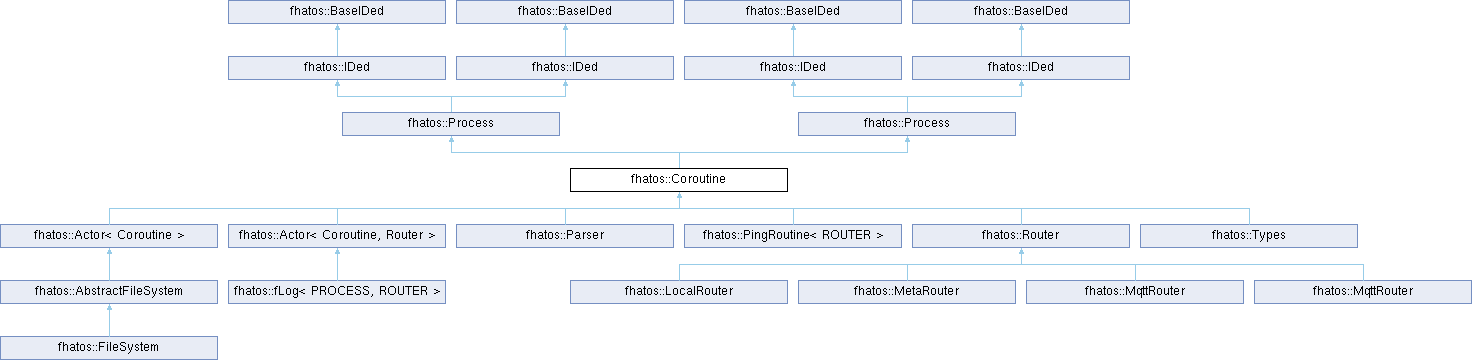 fhatos::BaseIDed
fhatos::BaseIDed
fhatos::BaseIDed
fhatos::BaseIDed
fhatos::IDed
fhatos::IDed
fhatos::IDed
fhatos::IDed
fhatos::Process
fhatos::Process
fhatos::Coroutine
fhatos::Actor< Coroutine >
fhatos::Actor< Coroutine, Router >
fhatos::Parser
fhatos::PingRoutine< ROUTER >
fhatos::Router
fhatos::Types
fhatos::AbstractFileSystem
fhatos::fLog< PROCESS, ROUTER >
fhatos::LocalRouter
fhatos::MetaRouter
fhatos::MqttRouter
fhatos::MqttRouter
fhatos::FileSystem